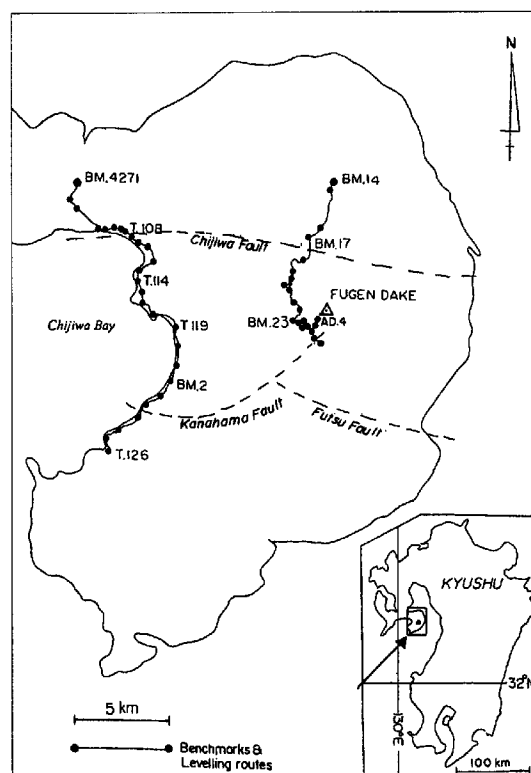 N
BM.4271
BM.14
T.108
Chijiwa Fault
BM.17
T.114
FUGEN DAKE
Chijiwa Bay
T.119
BM.23
AD.4
BM.2
Kanahama Fault
Futsu Fault
T.126
KYUSHU
32°N
130°E
5 km
100 km
Benchmarks &
Levelling routes